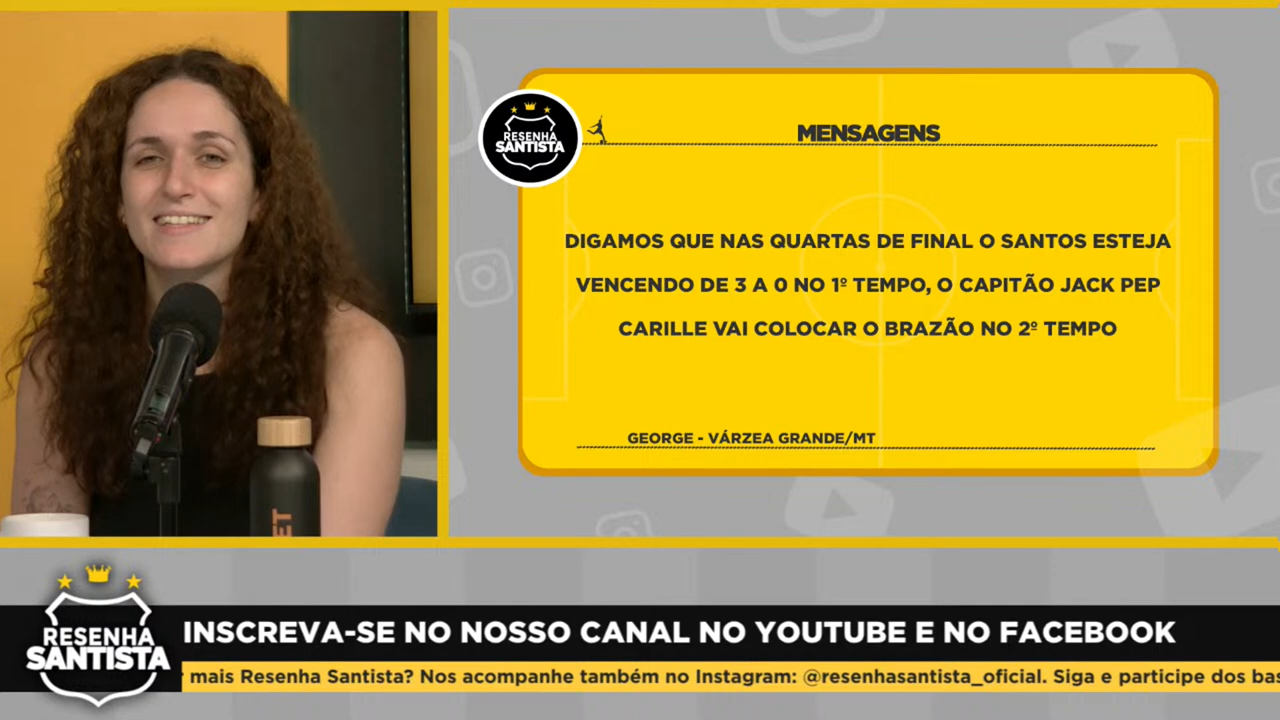 RESENHA
SANTISTA
MENSAGENS
DIGAMOS QUE NAS QUARTAS DE FINAL O SANTOS ESTEJA
VENCENDO DE 3 A 0 NO 1º TEMPO, O CAPITÃO JACK PEP
CARILLE VAI COLOCAR O BRAZÃO NO 2º TEMPO
GEORGE - VÁRZEA GRANDE/MT
ET
RESENHA
SANTISTA
INSCREVA-SE NO NOSSO CANAL NO YOUTUBE E NO FACEBOOK
mais Resenha Santista? Nos acompanhe também no Instagram: @resenhasantista_oficial. Siga e participe dos bas